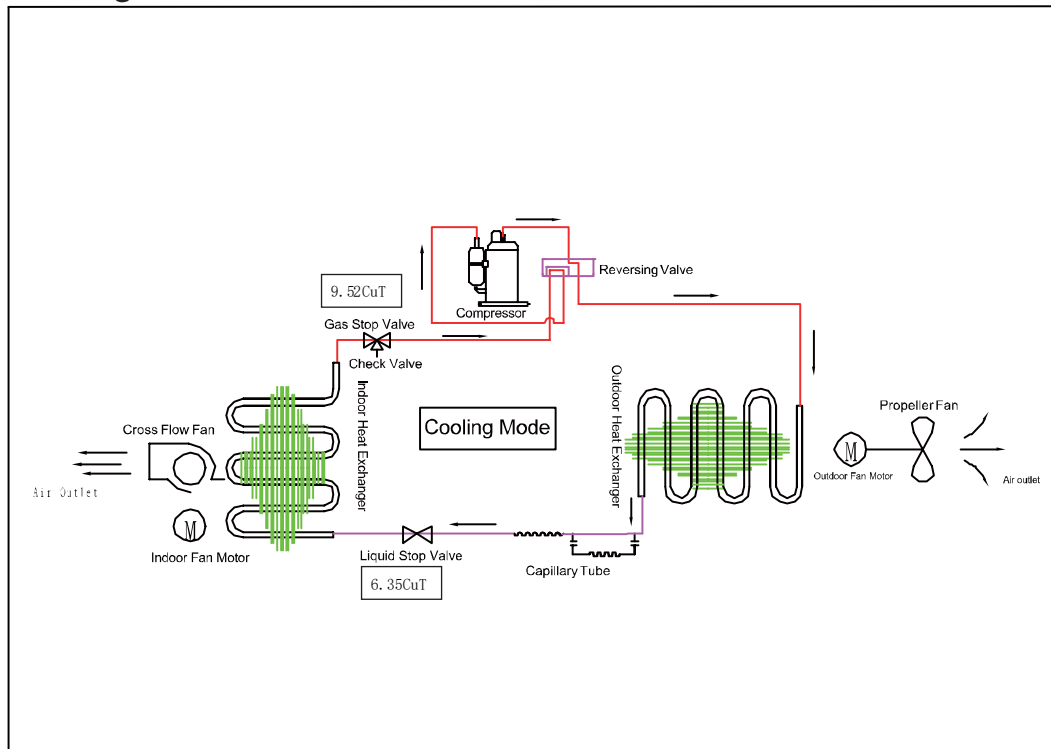 Reversing Valve
9.52CuT
Compressor
Gas Stop Valve
Check Valve
Indoor Heat Exchanger
Outdoor Heat Exchanger
Cooling Mode
Propeller Fan
Cross Flow Fan
M
Outdoor Fan Motor
Air outlet
Air Outlet
M
Indoor Fan Motor
Liquid Stop Valve
Capillary Tube
6.35CuT